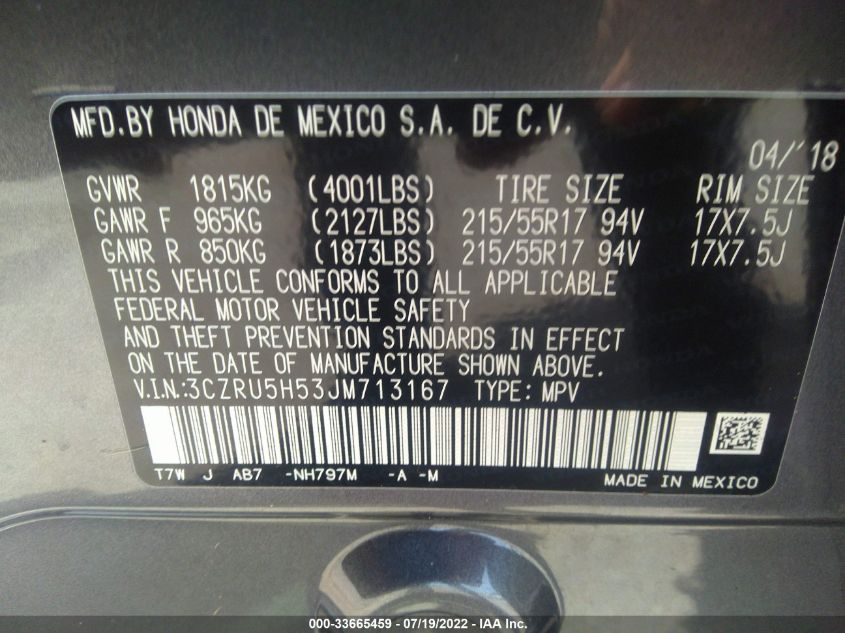 MFD.BY HONDA DE MEXICO S.A. DE C.V.
04/'18
GVWR 1815KG (4001LBS) TIRE SIZE RIM SIZE
GAWR F 965KG (2127LBS) 215/55R17 94V 17X7.5J
GAWR R 850KG (1873LBS) 215/55R17 94V 17X7.5J
THIS VEHICLE CONFORMS TO ALL APPLICABLE
FEDERAL MOTOR VEHICLE SAFETY
AND THEFT PREVENTION STANDARDS IN EFFECT
ON THE DATE OF MANUFACTURE SHOWN ABOVE.
V.I.N.:3CZRU5H53JM713167 TYPE: MPV
T7W J AB7 -NH797M -A -M
MADE IN MEXICO
000-33665459 - 07/19/2022 - IAA Inc.